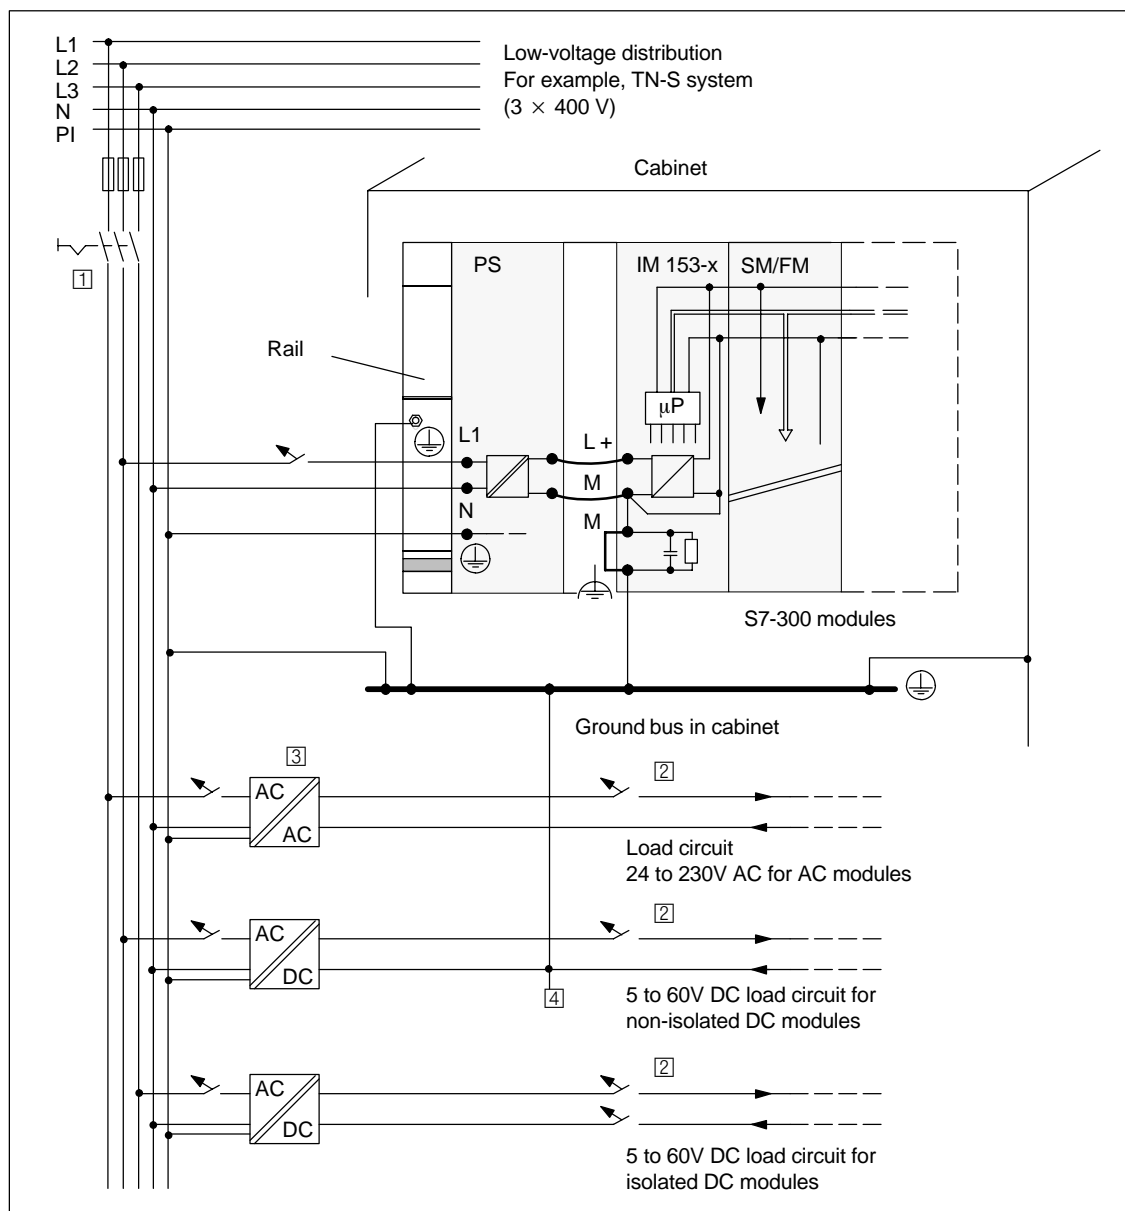 L1
L2
L3
N
PI
Low-voltage distribution
For example, TN-S system
(3 × 400 V)
Cabinet
1
PS
IM 153-x
SM/FM
Rail
µP
L1
L +
M
N
M
S7-300 modules
Ground bus in cabinet
3
2
AC
AC
Load circuit
24 to 230V AC for AC modules
2
AC
DC
4
5 to 60V DC load circuit for
non-isolated DC modules
2
AC
DC
5 to 60V DC load circuit for
isolated DC modules